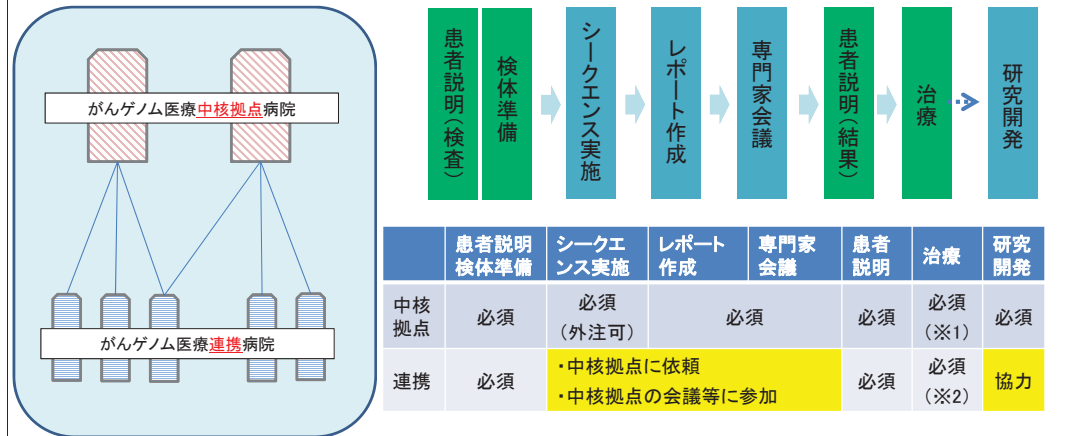 がんゲノム医療中核拠点病院
がんゲノム医療連携病院
患者説明(検査)
検体準備
シークエンス実施
レポート作成
専門家会議
患者説明(結果)
治療
研究開発
患者説明
検体準備
シークエ
ンス実施
レポート
作成
専門家
会議
患者
説明
治療
研究
開発
中核
拠点
必須
必須
(外注可)
必須
必須
必須
(※1)
必須
連携
必須
・中核拠点に依頼
・中核拠点の会議等に参加
必須
必須
(※2)
協力